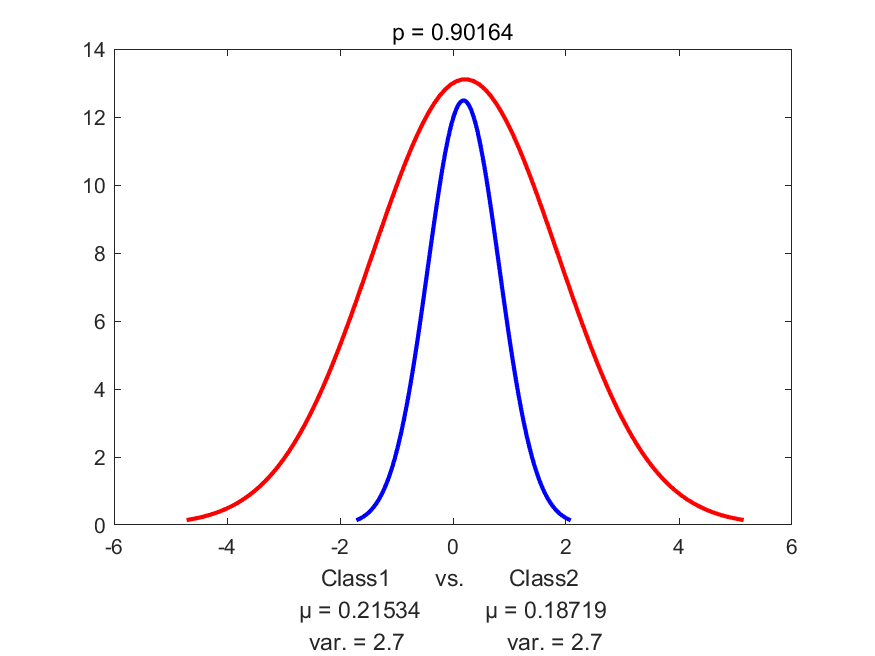 p = 0.90164
14
12
10
8
6
4
2
0
-6 -4 -2 0 2 4 6
Class1 vs. Class2
μ = 0.21534 μ = 0.18719
var. = 2.7 var. = 2.7